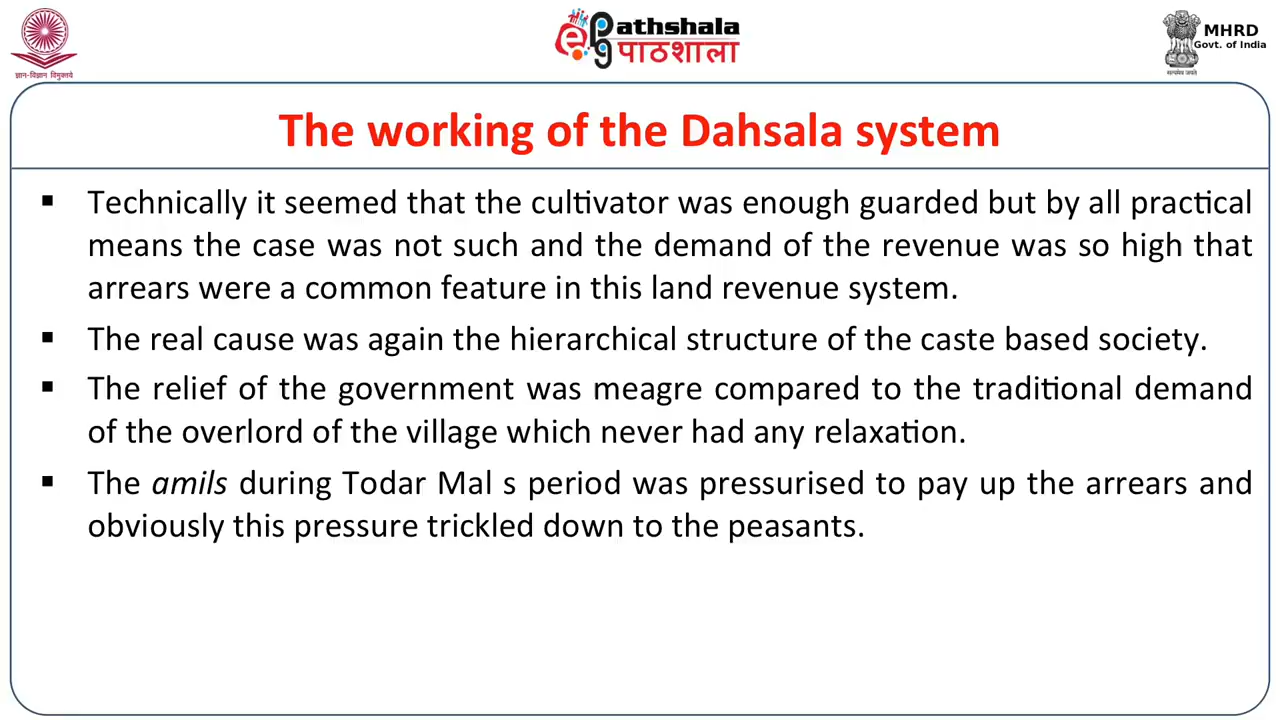 ज्ञान-विज्ञान विमुक्तये
e
Pathshala
पाठशाला
MHRD
Govt. of India
सत्यमेव जयते
The working of the Dahsala system
▪ Technically it seemed that the cultivator was enough guarded but by all practical
means the case was not such and the demand of the revenue was so high that
arrears were a common feature in this land revenue system.
▪ The real cause was again the hierarchical structure of the caste based society.
▪ The relief of the government was meagre compared to the traditional demand
of the overlord of the village which never had any relaxation.
▪ The amils during Todar Mal s period was pressurised to pay up the arrears and
obviously this pressure trickled down to the peasants.